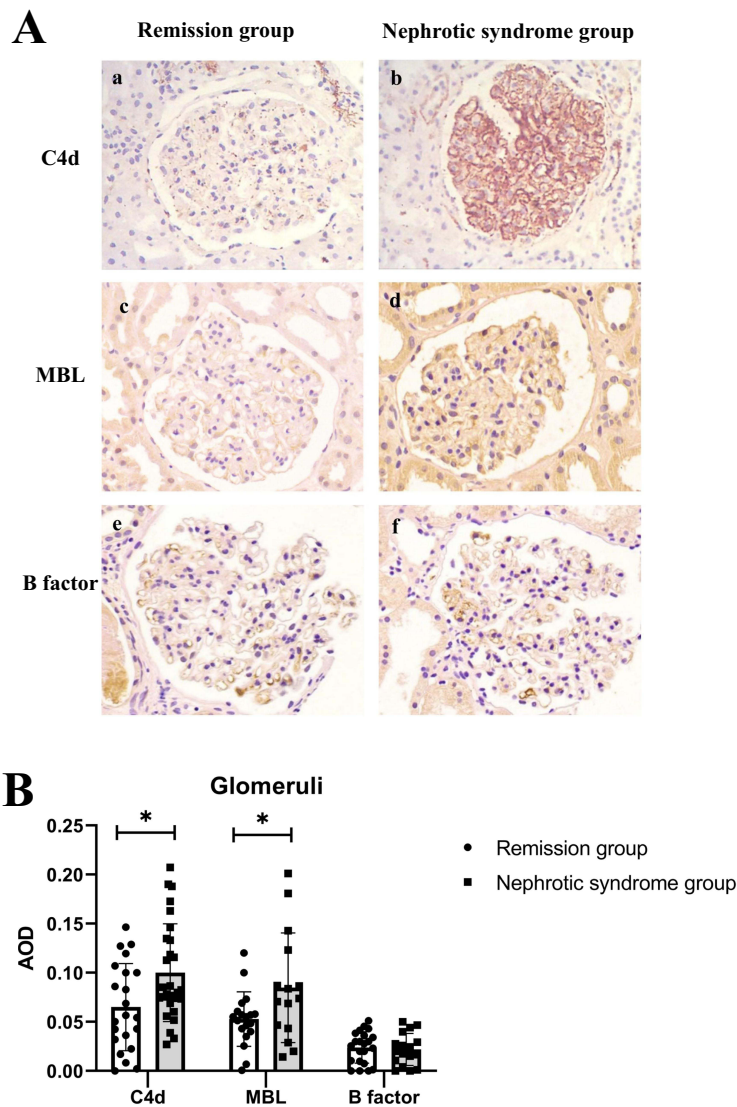 A
Remission group
Nephrotic syndrome group
a
b
C4d
c
d
MBL
e
f
B factor
B
Glomeruli
*
*
0.25
0.20
0.15
0.10
0.05
0.00
AOD
C4d
MBL
B factor
Remission group
Nephrotic syndrome group